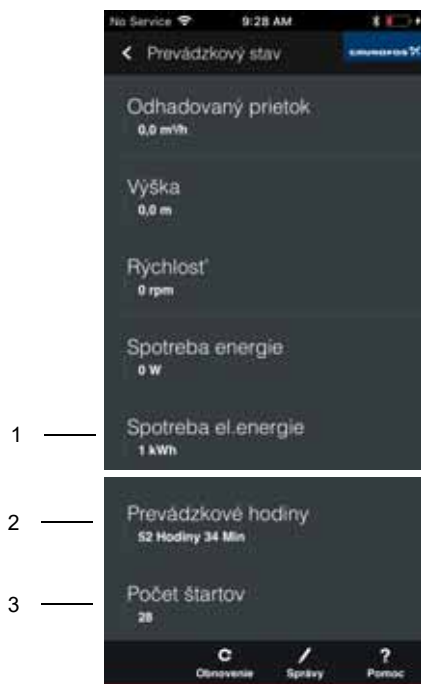 No Service 9:28 AM
Prevádzkový stav
GRUNDFOS
Odhadovaný prietok
0,0 m³/h
Výška
0,0 m
Rýchlosť
0 rpm
Spotreba energie
0 W
1
Spotreba el.energie
1 kWh
2
Prevádzkové hodiny
52 Hodiny 34 Min
3
Počet štartov
28
Obnovenie Správy Pomoc